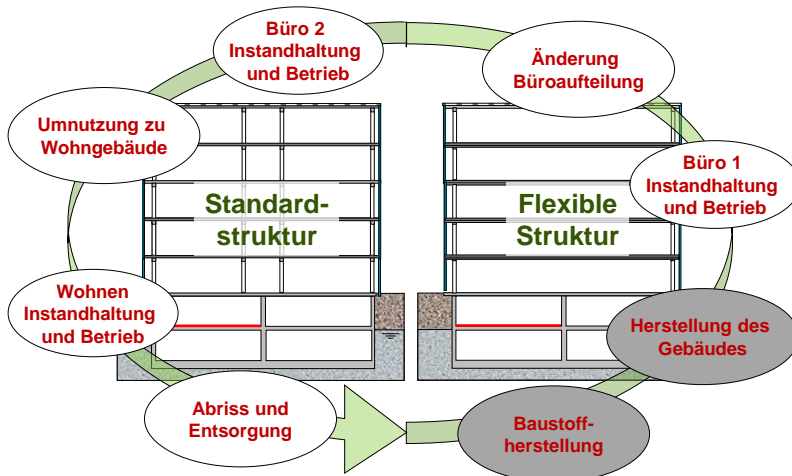 Büro 2
Instandhaltung
und Betrieb
Änderung
Büroaufteilung
Umnutzung zu
Wohngebäude
Büro 1
Instandhaltung
und Betrieb
Standard-
struktur
Flexible
Struktur
Wohnen
Instandhaltung
und Betrieb
Herstellung des
Gebäudes
Abriss und
Entsorgung
Baustoff-
herstellung